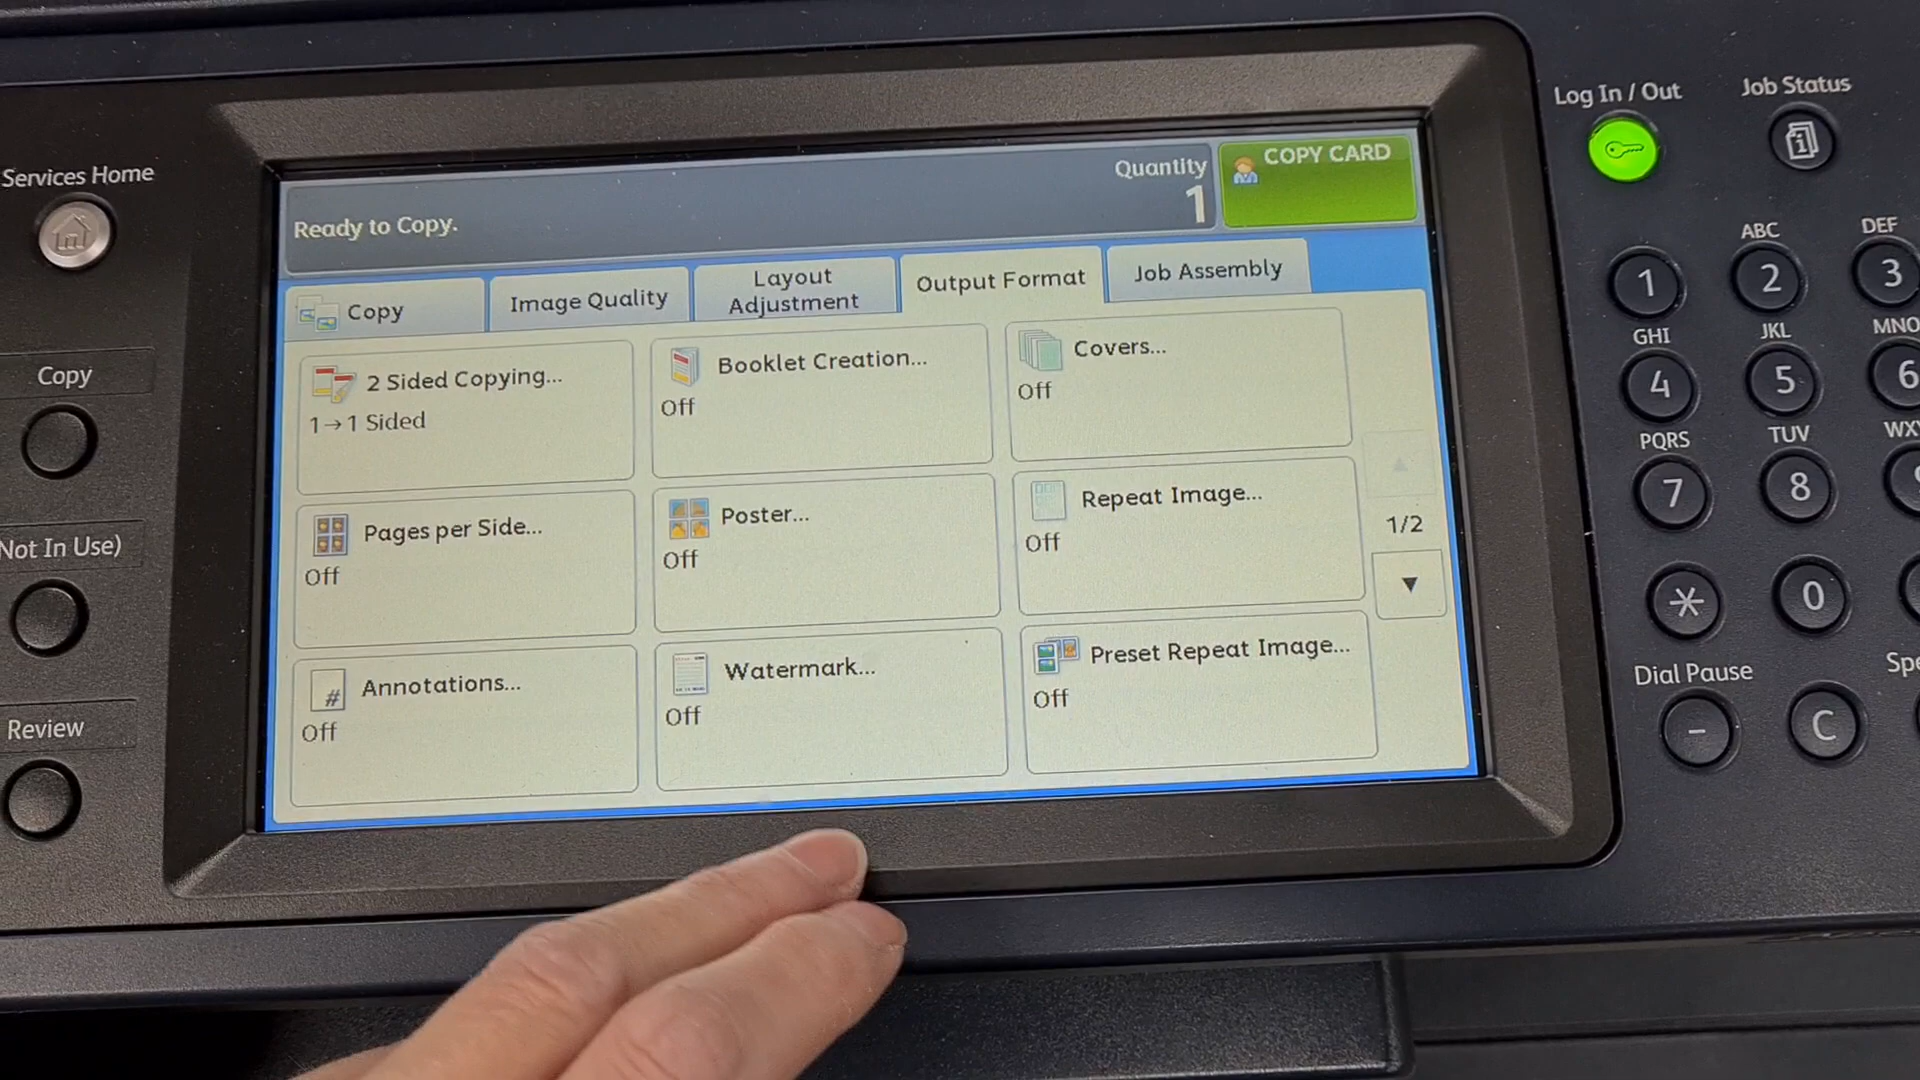 Log In / Out
Job Status
Services Home
Quantity
1
COPY CARD
Ready to Copy.
Copy
Image Quality
Layout
Adjustment
Output Format
Job Assembly
2 Sided Copying...
1→1 Sided
Booklet Creation...
Off
Covers...
Off
Pages per Side...
Off
Poster...
Off
Repeat Image...
Off
1/2
Annotations...
Off
#
Watermark...
Off
Preset Repeat Image...
Off
Copy
Not In Use)
Review
ABC
DEF
1
2
3
GHI
JKL
MNO
4
5
6
PQRS
TUV
7
8
*
0
Dial Pause
-
C